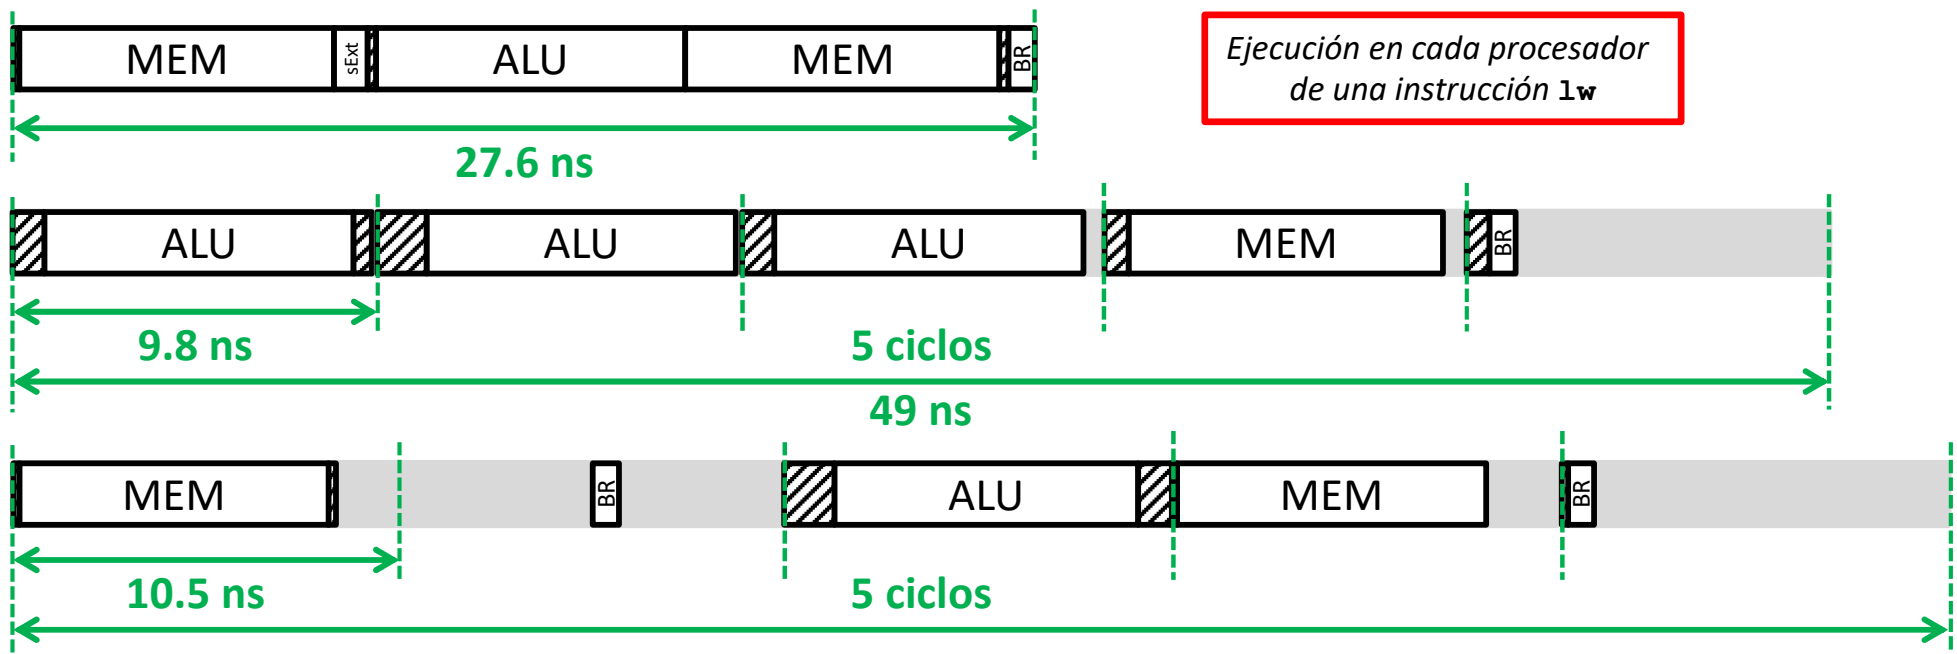 MEM sExt ALU MEM BR
Ejecución en cada procesador
de una instrucción lw
27.6 ns
ALU ALU ALU MEM BR
9.8 ns 5 ciclos
49 ns
MEM BR ALU MEM BR
10.5 ns 5 ciclos